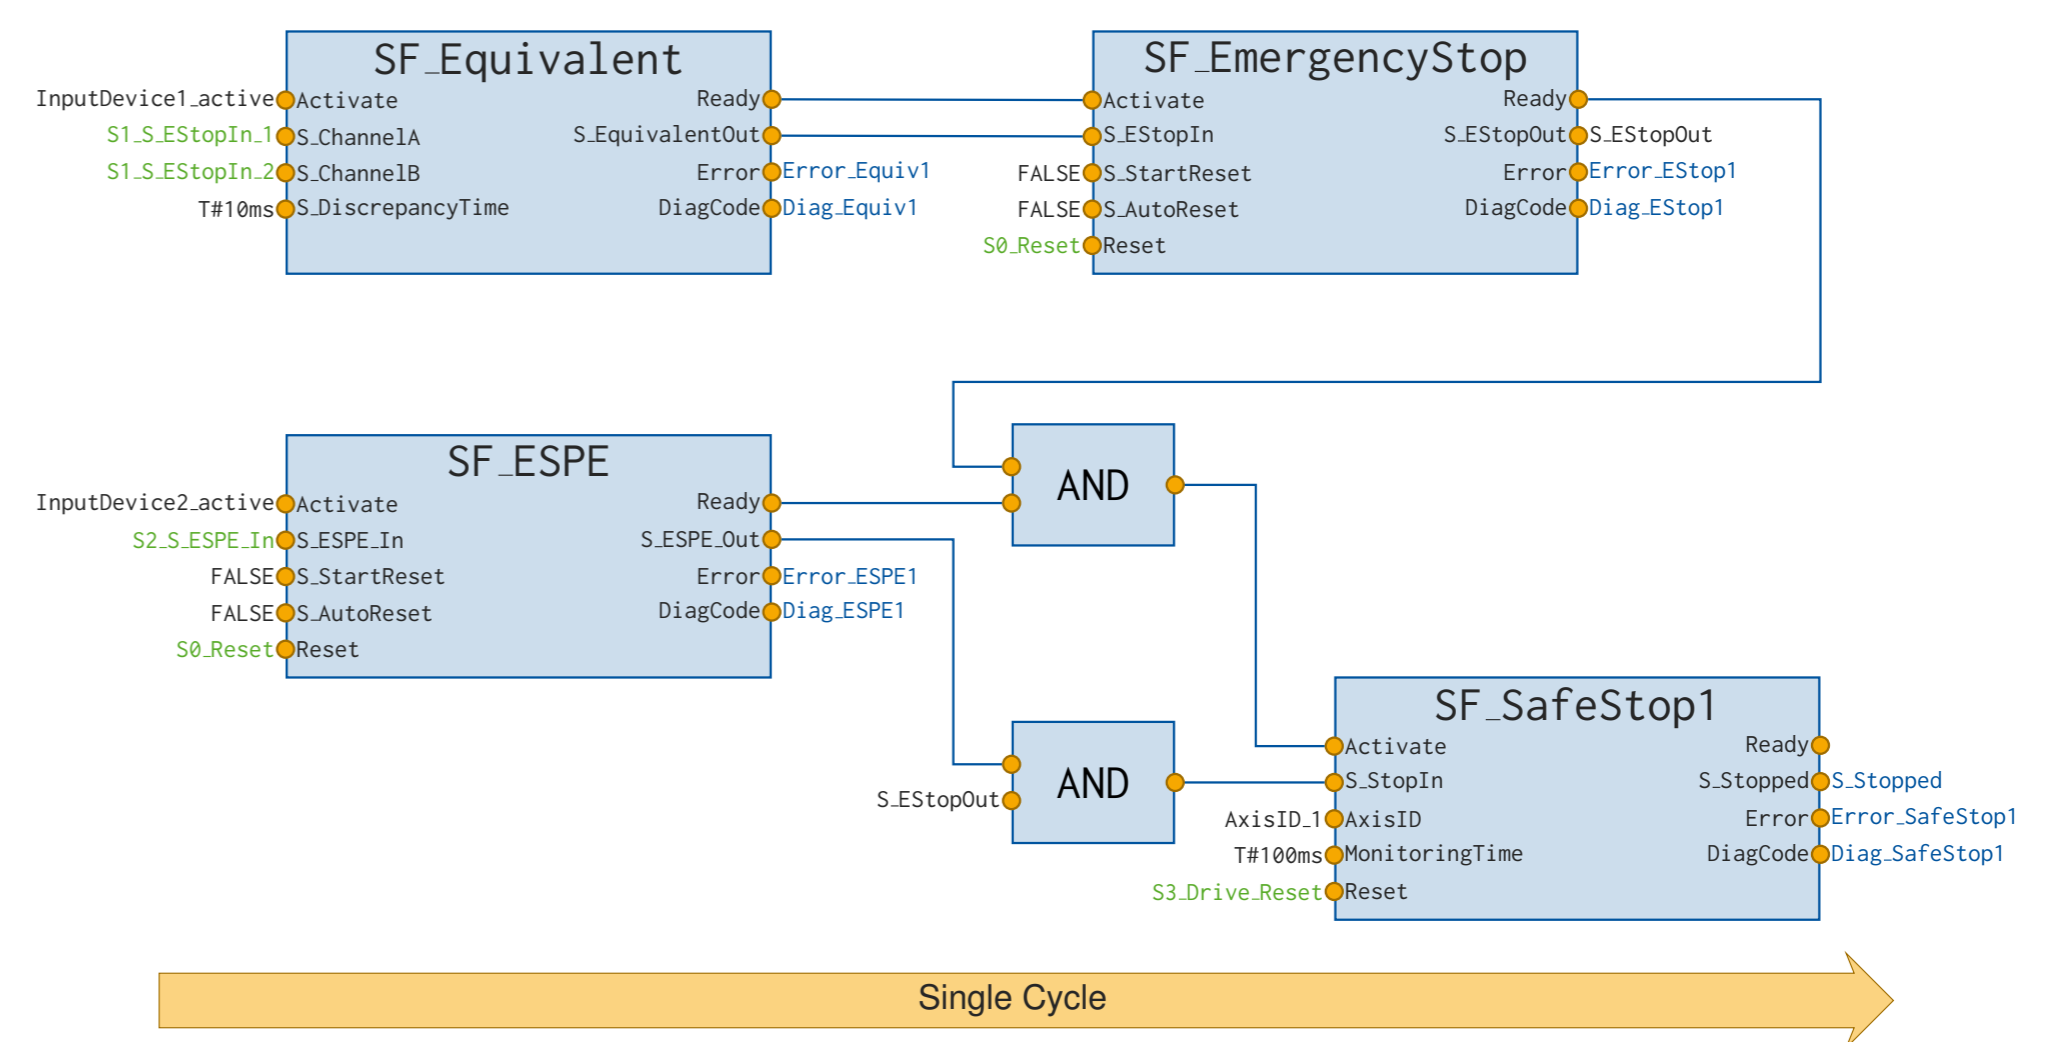 SF_Equivalent
InputDevice1_active Activate Ready
S1_S_EStopIn_1 S_ChannelA S_EquivalentOut
S1_S_EStopIn_2 S_ChannelB Error Error_Equiv1
T#10ms S_DiscrepancyTime DiagCode Diag_Equiv1
SF_EmergencyStop
Activate Ready
S_EStopIn S_EStopOut S_EStopOut
FALSE S_StartReset Error Error_EStop1
FALSE S_AutoReset DiagCode Diag_EStop1
S0_Reset Reset
SF_ESPE
InputDevice2_active Activate Ready
S2_S_ESPE_In S_ESPE_In S_ESPE_Out
FALSE S_StartReset Error Error_ESPE1
FALSE S_AutoReset DiagCode Diag_ESPE1
S0_Reset Reset
AND
AND
S_EStopOut
SF_SafeStop1
Activate Ready
S_StopIn S_Stopped S_Stopped
AxisID_1 AxisID Error Error_SafeStop1
T#100ms MonitoringTime DiagCode Diag_SafeStop1
S3_Drive_Reset Reset
Single Cycle